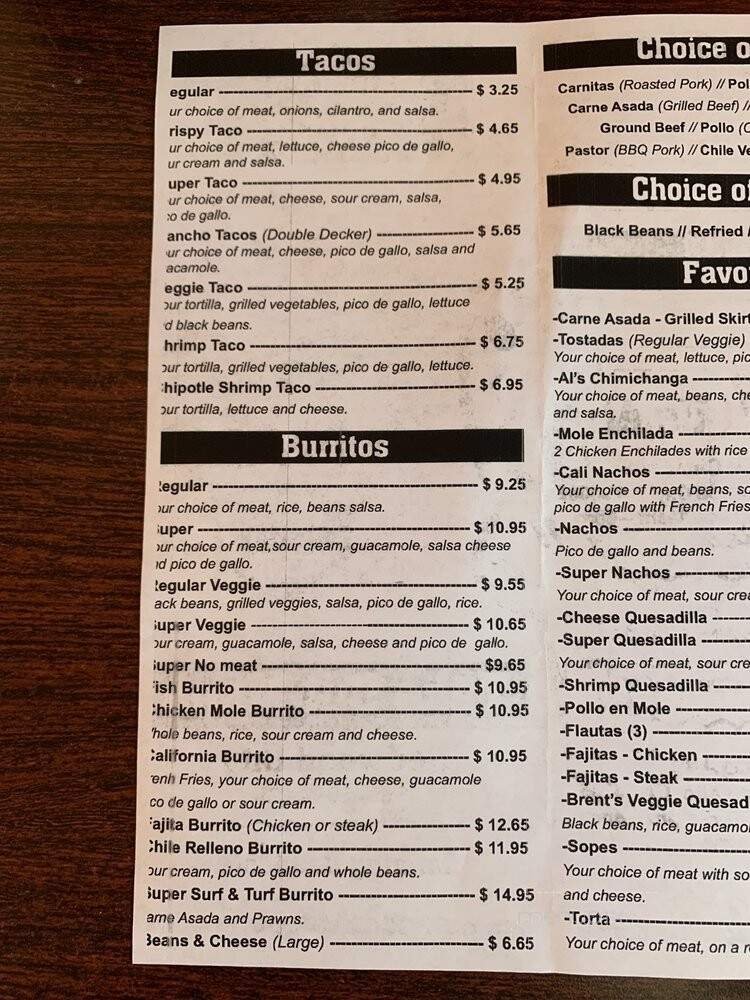 Tacos
egular ---------- $ 3.25
ur choice of meat, onions, cilantro, and salsa.
rispy Taco ---------- $ 4.65
ur choice of meat, lettuce, cheese pico de gallo,
ur cream and salsa.
uper Taco ---------- $ 4.95
ur choice of meat, cheese, sour cream, salsa,
o de gallo.
ancho Tacos (Double Decker) ---------- $ 5.65
ur choice of meat, cheese, pico de gallo, salsa and
acamole.
eggie Taco ---------- $ 5.25
our tortilla, grilled vegetables, pico de gallo, lettuce
d black beans.
hrimp Taco ---------- $ 6.75
our tortilla, grilled vegetables, pico de gallo, lettuce.
hipotle Shrimp Taco ---------- $ 6.95
our tortilla, lettuce and cheese.
Burritos
egular ---------- $ 9.25
our choice of meat, rice, beans salsa.
uper ---------- $ 10.95
our choice of meat,sour cream, guacamole, salsa cheese
nd pico de gallo.
egular Veggie ---------- $ 9.55
ack beans, grilled veggies, salsa, pico de gallo, rice.
uper Veggie ---------- $ 10.65
our cream, guacamole, salsa, cheese and pico de gallo.
uper No meat ---------- $9.65
ish Burrito ---------- $ 10.95
hicken Mole Burrito ---------- $ 10.95
hole beans, rice, sour cream and cheese.
alifornia Burrito ---------- $ 10.95
enh Fries, your choice of meat, cheese, guacamole
co de gallo or sour cream.
ajita Burrito (Chicken or steak) ---------- $ 12.65
hile Relleno Burrito ---------- $ 11.95
our cream, pico de gallo and whole beans.
Super Surf & Turf Burrito ---------- $ 14.95
arne Asada and Prawns.
Beans & Cheese (Large) ---------- $ 6.65
Choice o
Carnitas (Roasted Pork) // Pol
Carne Asada (Grilled Beef) //
Ground Beef // Pollo (C
Pastor (BBQ Pork) // Chile Ve
Choice of
Black Beans // Refried /
Favo
-Carne Asada - Grilled Skirt
-Tostadas (Regular Veggie)
Your choice of meat, lettuce, pic
-Al's Chimichanga ----------
Your choice of meat, beans, che
and salsa.
-Mole Enchilada ----------
2 Chicken Enchilades with rice
-Cali Nachos ----------
Your choice of meat, beans, so
pico de gallo with French Fries
-Nachos ----------
Pico de gallo and beans.
-Super Nachos ----------
Your choice of meat, sour crea
-Cheese Quesadilla ----
-Super Quesadilla ------
Your choice of meat, sour cre
-Shrimp Quesadilla ----
-Pollo en Mole ----------
-Flautas (3) ----------
-Fajitas - Chicken ------
-Fajitas - Steak --------
-Brent's Veggie Quesad
Black beans, rice, guacamo
-Sopes ----------
Your choice of meat with so
and cheese.
-Torta ----------
Your choice of meat, on a r